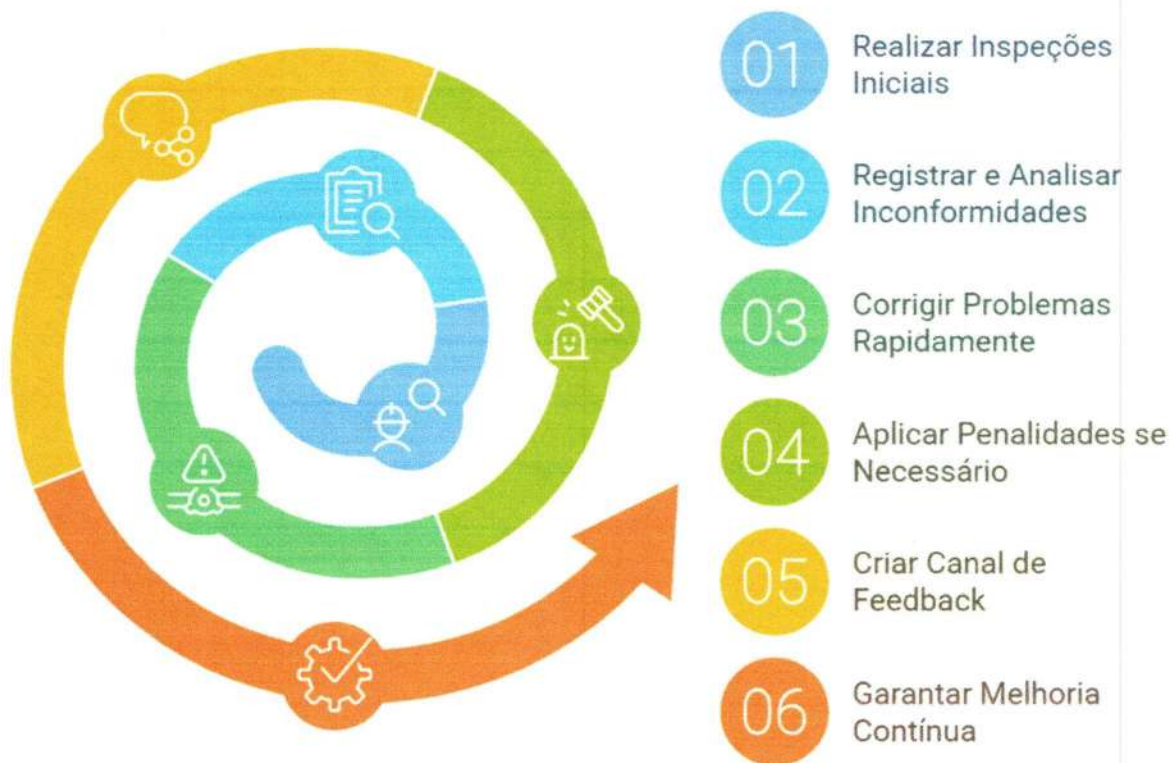 01
Realizar Inspeções
Iniciais
02
Registrar e Analisar
Inconformidades
03
Corrigir Problemas
Rapidamente
04
Aplicar Penalidades se
Necessário
05
Criar Canal de
Feedback
06
Garantar Melhoria
Contínua